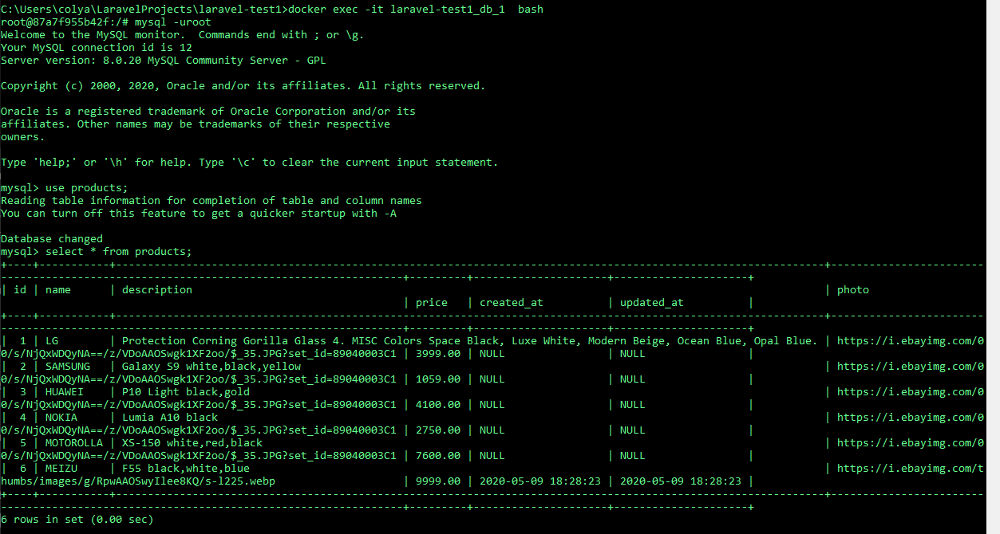 C:\Users\colya\LaravelProjects\laravel-test1>docker exec -it laravel-test1_db_1  bash
root@87a7f955b42f:/# mysql -uroot
Welcome to the MySQL monitor.  Commands end with ; or \g.
Your MySQL connection id is 12
Server version: 8.0.20 MySQL Community Server - GPL
Copyright (c) 2000, 2020, Oracle and/or its affiliates. All rights reserved.
Oracle is a registered trademark of Oracle Corporation and/or its
affiliates. Other names may be trademarks of their respective
owners.
Type 'help;' or '\h' for help. Type '\c' to clear the current input statement.
mysql> use products;
Reading table information for completion of table and column names
You can turn off this feature to get a quicker startup with -A
Database changed
mysql> select * from products;
| id | name      | description | photo
| price   | created_at          | updated_at          |
|  1 | LG        | Protection Corning Gorilla Glass 4. MISC Colors Space Black, Luxe White, Modern Beige, Ocean Blue, Opal Blue. | https://i.ebayimg.com/0
0/s/NjQxWDQyNA==/z/VDoAAOSwgk1XF2oo/$_35.JPG?set_id=89040003C1 | 3999.00 | NULL                | NULL                |
|  2 | SAMSUNG   | Galaxy S9 white,black,yellow | https://i.ebayimg.com/0
0/s/NjQxWDQyNA==/z/VDoAAOSwgk1XF2oo/$_35.JPG?set_id=89040003C1 | 1059.00 | NULL                | NULL                |
|  3 | HUAWEI    | P10 Light black,gold | https://i.ebayimg.com/0
0/s/NjQxWDQyNA==/z/VDoAAOSwgk1XF2oo/$_35.JPG?set_id=89040003C1 | 4100.00 | NULL                | NULL                |
|  4 | NOKIA     | Lumia A10 black | https://i.ebayimg.com/0
0/s/NjQxWDQyNA==/z/VDoAAOSwgk1XF2oo/$_35.JPG?set_id=89040003C1 | 2750.00 | NULL                | NULL                |
|  5 | MOTOROLLA | XS-150 white,red,black | https://i.ebayimg.com/0
0/s/NjQxWDQyNA==/z/VDoAAOSwgk1XF2oo/$_35.JPG?set_id=89040003C1 | 7600.00 | NULL                | NULL                |
|  6 | MEIZU     | F55 black,white,blue | https://i.ebayimg.com/t
humbs/images/g/RpwAAOSwyIlee8KQ/s-l225.webp | 9999.00 | 2020-05-09 18:28:23 | 2020-05-09 18:28:23 |
6 rows in set (0.00 sec)